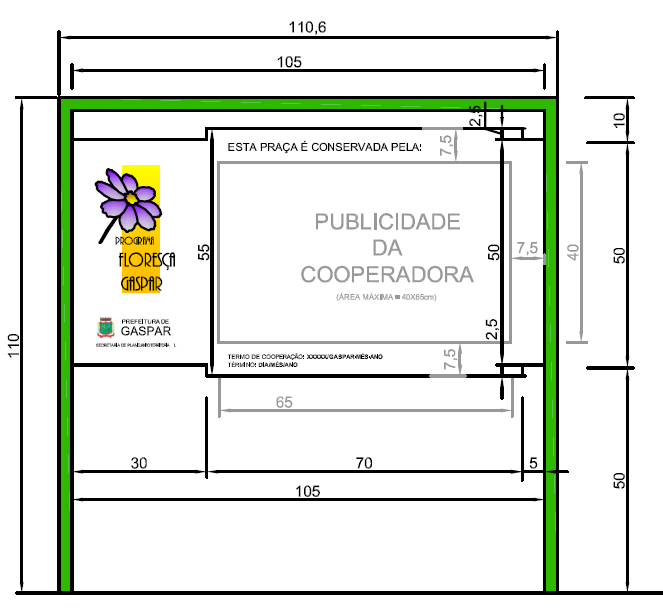 110,6
105
10
2,5
ESTA PRAÇA É CONSERVADA PELA:
7,5
PROGRAMA
FLORESÇA
GASPAR
PUBLICIDADE
DA
COOPERADORA
(ÁREA MÁXIMA = 40X65cm)
55
50
7,5
40
50
2,5
PREFEITURA DE
GASPAR
TERMO DE COOPERAÇÃO: XXXXX/GASPAR-MÊS-ANO
TÉRMINO: DIA/MÊS/ANO
7,5
110
65
30
70
5
50
105